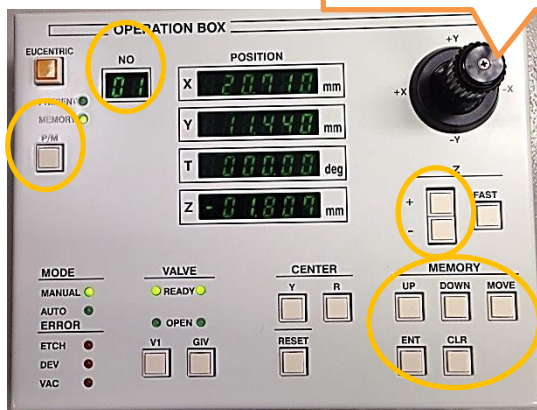 OPERATION BOX
EUCENTRIC
NO
01
PRESENT
MEMORY
P/M
POSITION
X 20.710 mm
Y 11.440 mm
T 000.00 deg
Z -01.807 mm
+Y
+X
-X
-Y
Z
+
-
FAST
MODE
MANUAL
AUTO
ERROR
ETCH
DEV
VAC
VALVE
READY
OPEN
V1 GIV
CENTER
Y R
RESET
MEMORY
UP DOWN MOVE
ENT CLR